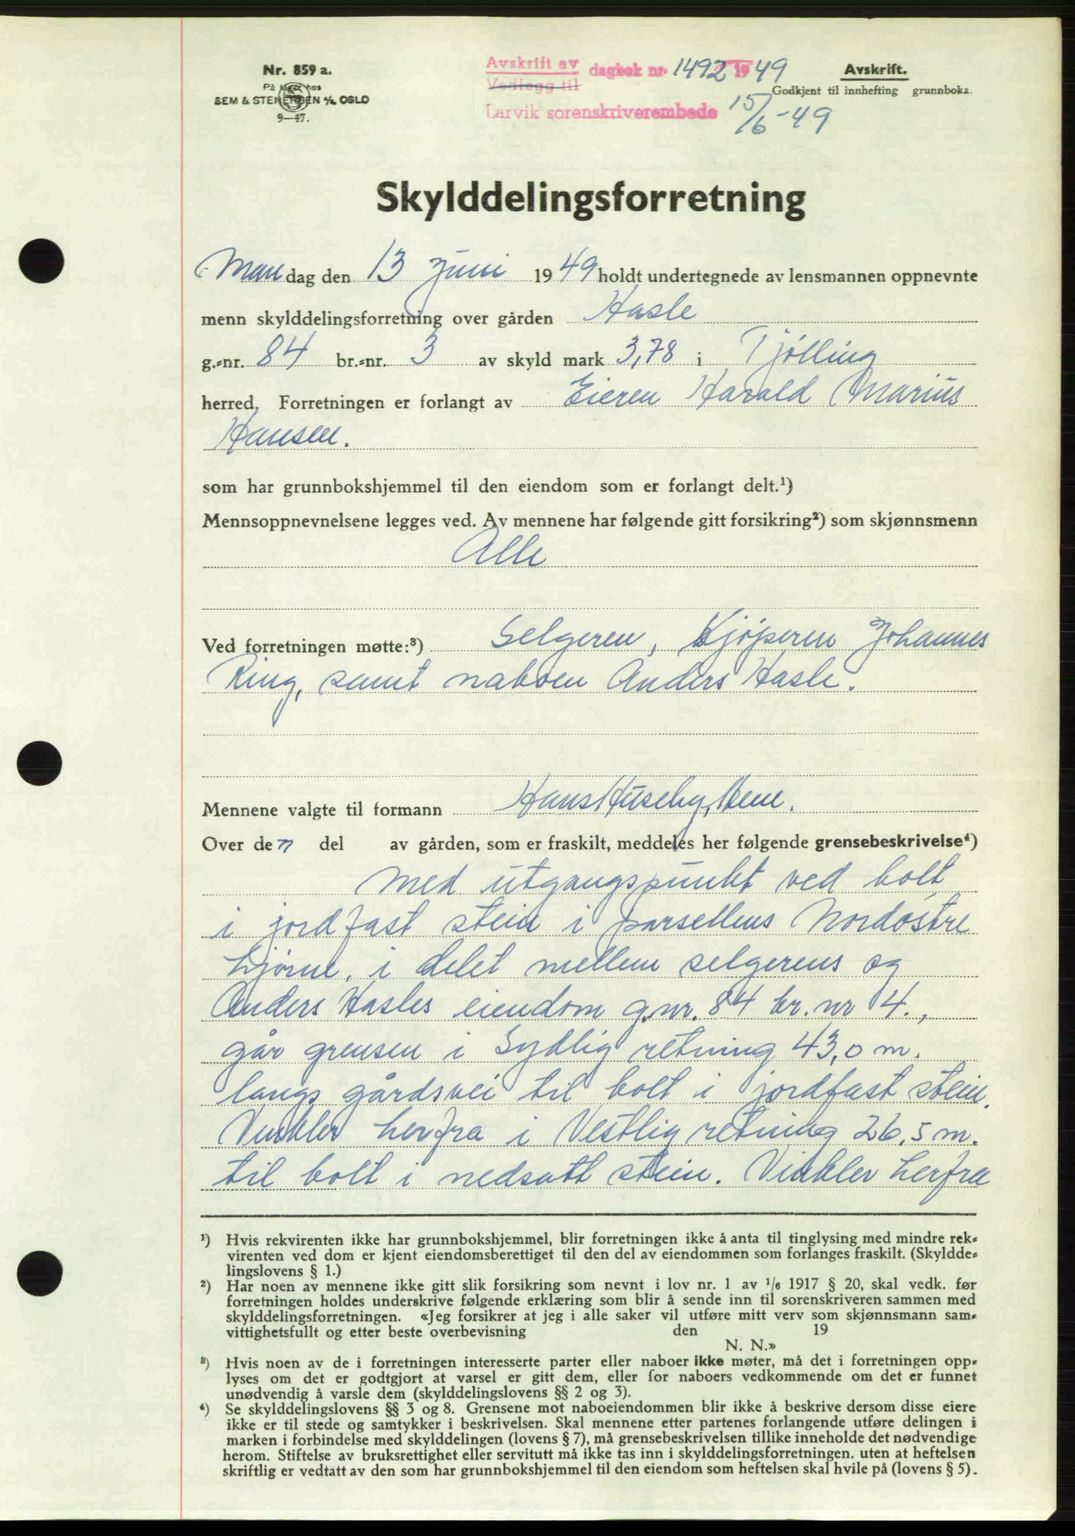 Nr. 859 a.
På lager hos
SEM & STENERSEN A/S OSLO
9—47.
Avskrift av dagbok nr. 1492 1949
Vedlegg til
Larvik sorenskriverembede 15/6-49
Avskrift.
Godkjent til innhefting grunnboka.
Skylddelingsforretning
Mandag den 13 Juni 1949 holdt undertegnede av lensmannen oppnevnte
menn skylddelingsforretning over gården Hasle
g.-nr. 84 br.-nr. 3 av skyld mark 3,78 i Tjølling
herred. Forretningen er forlangt av Eieren Harald Marius
Hansen.
som har grunnbokshjemmel til den eiendom som er forlangt delt.¹)
Mennsoppnevnelsene legges ved. Av mennene har følgende gitt forsikring²) som skjønnsmenn
Alle
Ved forretningen møtte:³) Selgeren, Kjøperen Johannes
Ring, samt naboen Anders Hasle.
Mennene valgte til formann Hans Huseby,
Over den del av gården, som er fraskilt, meddeles her følgende grensebeskrivelse⁴)
Med utgangspunkt ved bolt
i jordfast stein i parsellens Nordøstre
hjørne, i delet mellem selgerens og
Anders Hasles eiendom g.nr. 84 br. nr 4.,
går grensen i Sydlig retning 43,0 m.
langs gårdsvei til bolt i jordfast stein.
Vinkler herfra i Vestlig retning 26,5 m.
til bolt i nedsatt stein. Vinkler herfra
¹) Hvis rekvirenten ikke har grunnbokshjemmel, blir forretningen ikke å anta til tinglysing med mindre rek-
virenten ved dom er kjent eiendomsberettiget til den del av eiendommen som forlanges fraskilt. (Skyldde-
lingslovens § 1.)
²) Har noen av mennene ikke gitt slik forsikring som nevnt i lov nr. 1 av 1/6 1917 § 20, skal vedk. før
forretningen holdes underskrive følgende erklæring som blir å sende inn til sorenskriveren sammen med
skylddelingsforretningen. «Jeg forsikrer at jeg i alle saker vil utføre mitt verv som skjønnsmann sam-
vittighetsfullt og etter beste overbevisning den 19
N. N.»
³) Hvis noen av de i forretningen interesserte parter eller naboer ikke møter, må det i forretningen opp-
lyses om det er godtgjort at varsel er gitt dem, eller for naboers vedkommende om det er funnet
unødvendig å varsle dem (skylddelingslovens §§ 2 og 3).
⁴) Se skylddelingslovens §§ 3 og 8. Grensene mot naboeiendommen blir ikke å beskrive dersom disse eiere
ikke er til stede og samtykker i beskrivelsen. Skal mennene etter partenes forlangende utføre delingen i
marken i forbindelse med skylddelingen (lovens § 7), må grensebeskrivelsen tillike inneholde det nødvendige
herom. Stiftelse av bruksrettighet eller servitutt må ikke tas inn i skylddelingsforretningen. uten at heftelsen
skriftlig er vedtatt av den som har grunnbokshjemmel til den eiendom som heftelsen skal hvile på (lovens § 5).